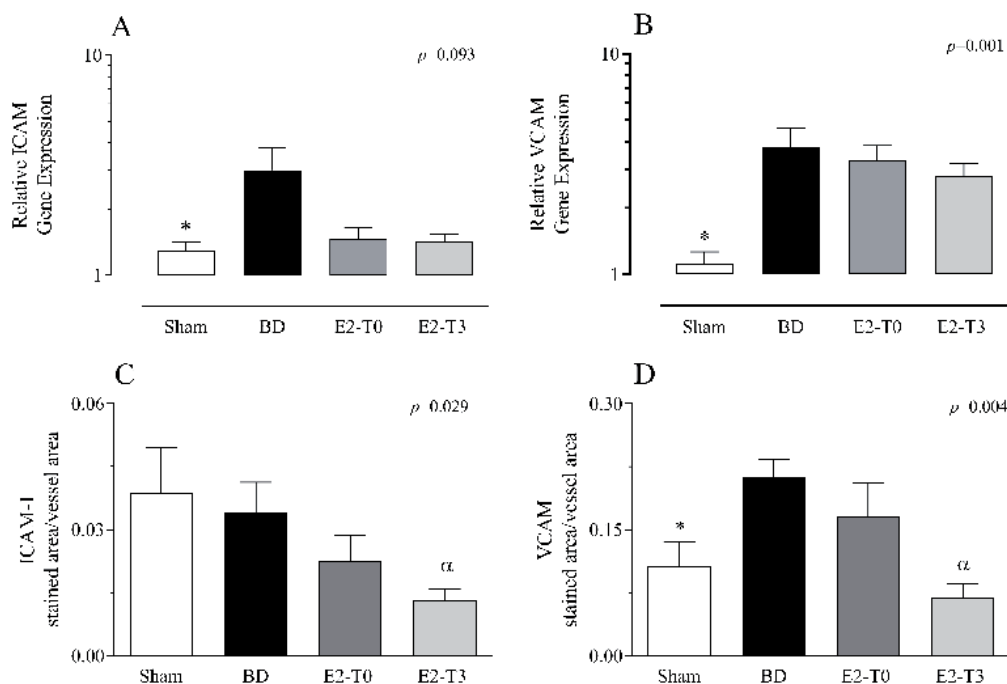 A
p=0.093
10
1
Relative ICAM
Gene Expression
*
Sham BD E2-T0 E2-T3
B
p=0.001
10
1
Relative VCAM
Gene Expression
*
Sham BD E2-T0 E2-T3
C
p=0.029
0.06
0.03
0.00
ICAM-1
stained area/vessel area
α
Sham BD E2-T0 E2-T3
D
p=0.004
0.30
0.15
0.00
VCAM
stained area/vessel area
*
α
Sham BD E2-T0 E2-T3